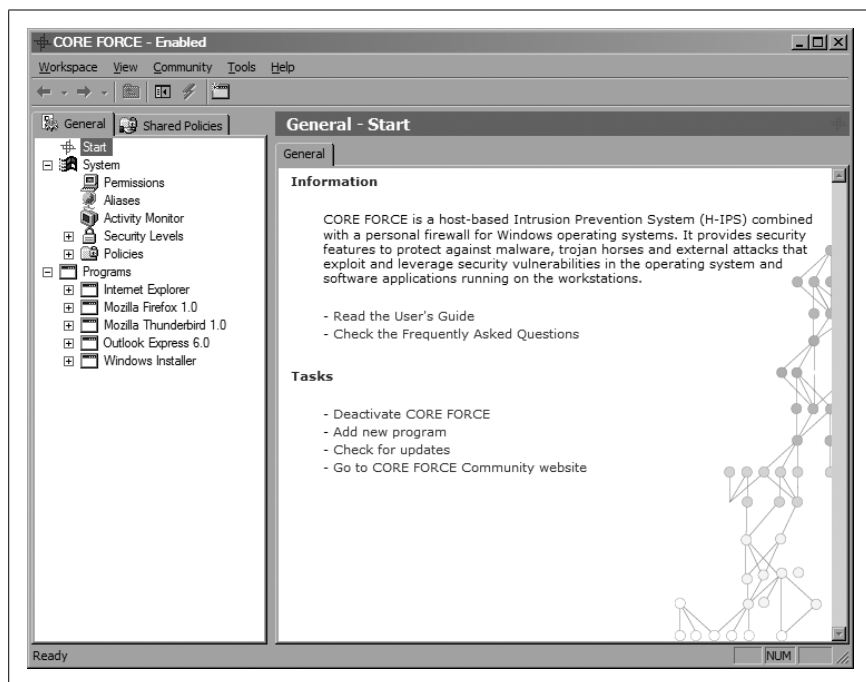 CORE FORCE - Enabled
Workspace View Community Tools Help
General Shared Policies
Start
System
Permissions
Aliases
Activity Monitor
Security Levels
Policies
Programs
Internet Explorer
Mozilla Firefox 1.0
Mozilla Thunderbird 1.0
Outlook Express 6.0
Windows Installer
General - Start
General
Information
CORE FORCE is a host-based Intrusion Prevention System (H-IPS) combined
with a personal firewall for Windows operating systems. It provides security
features to protect against malware, trojan horses and external attacks that
exploit and leverage security vulnerabilities in the operating system and
software applications running on the workstations.
- Read the User's Guide
- Check the Frequently Asked Questions
Tasks
- Deactivate CORE FORCE
- Add new program
- Check for updates
- Go to CORE FORCE Community website
Ready
NUM